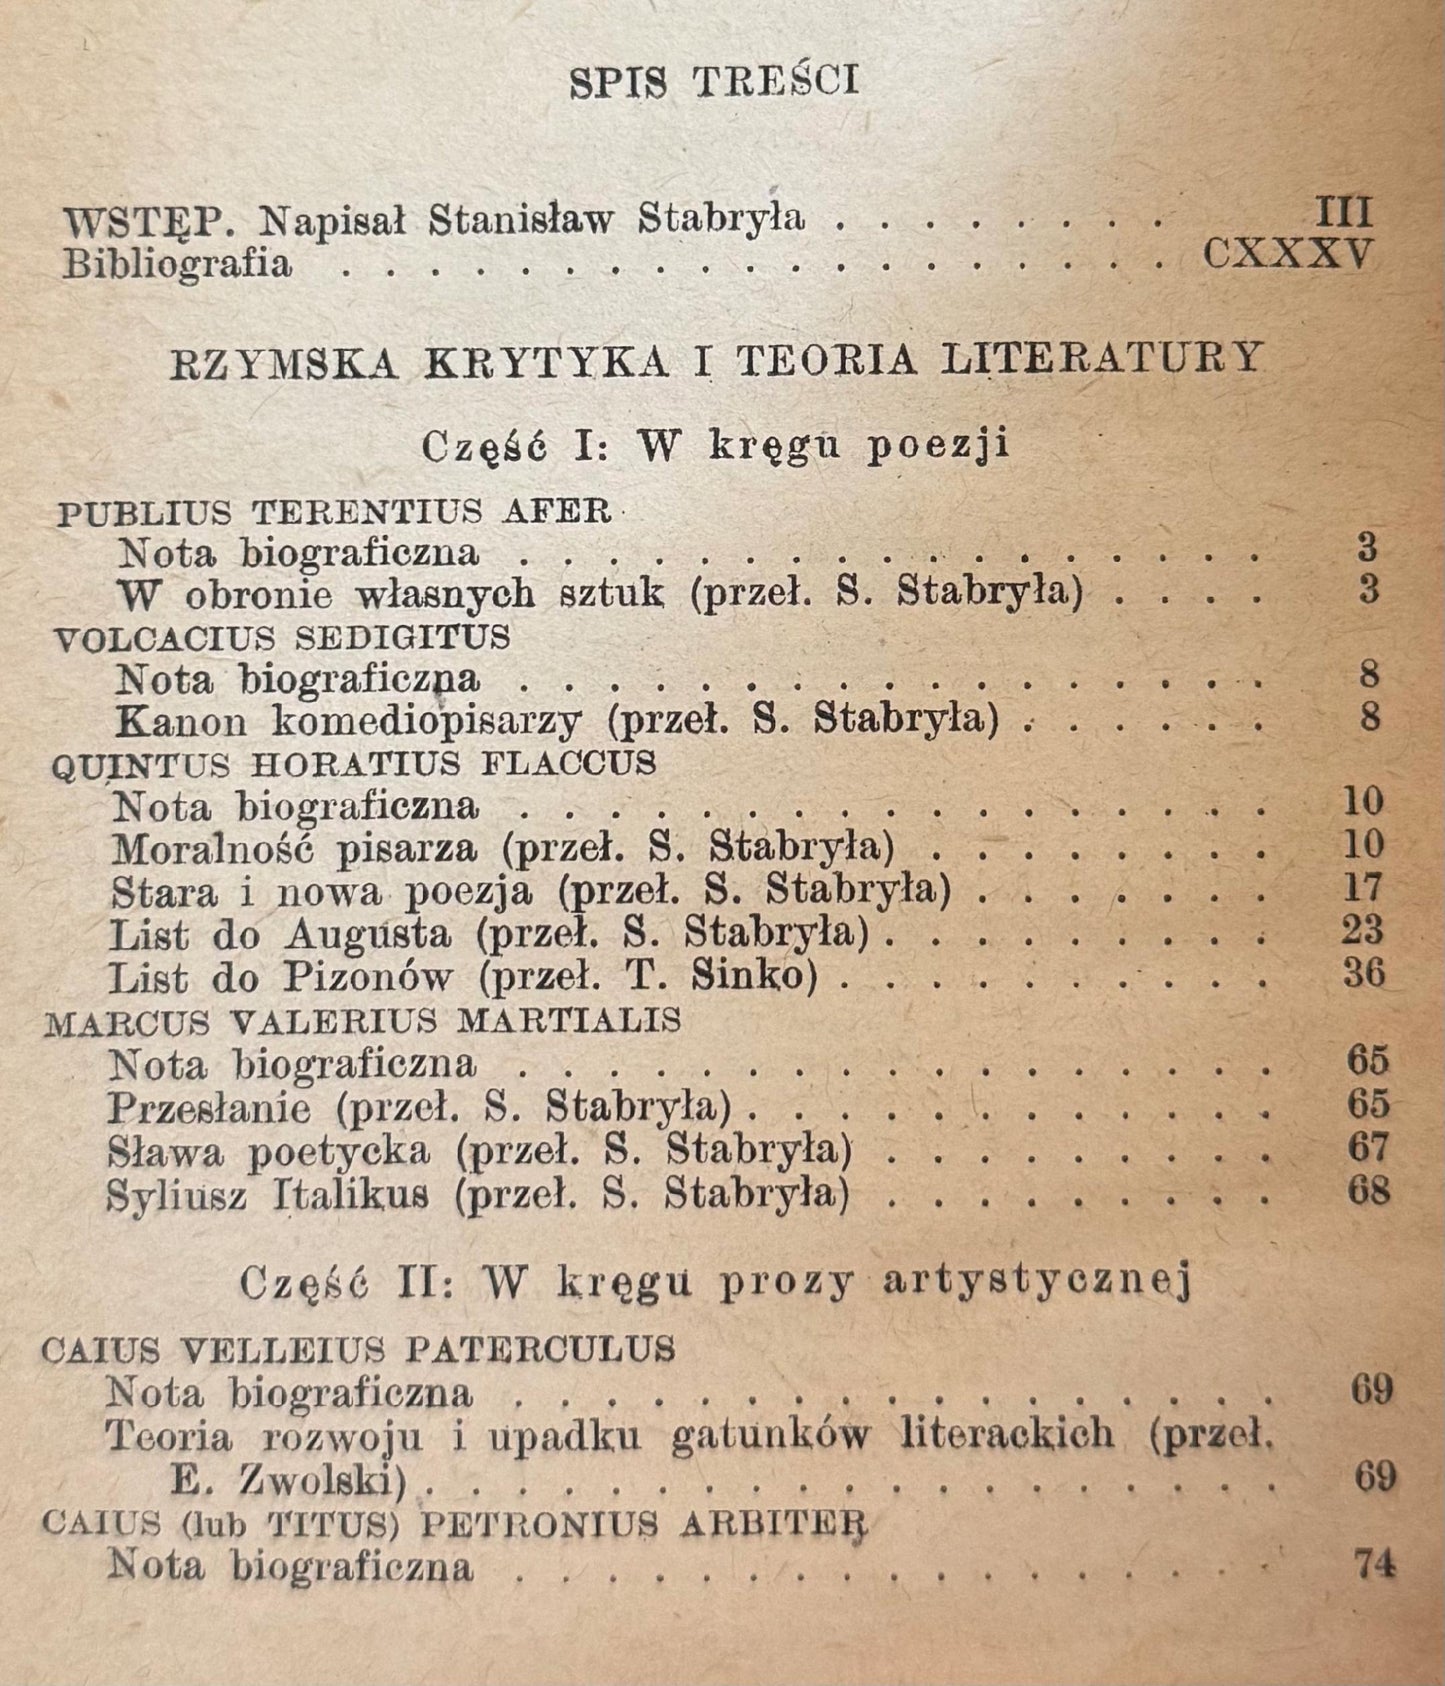 SPIS TREŚCI
WSTĘP. Napisał Stanisław Stabryła . . . . . . . . III
Bibliografia . . . . . . . . . . . . . . . . . . . CXXXV
RZYMSKA KRYTYKA I TEORIA LITERATURY
Część I: W kręgu poezji
PUBLIUS TERENTIUS AFER
Nota biograficzna . . . . . . . . . . . . . . . . . 3
W obronie własnych sztuk (przeł. S. Stabryła) . . . . 3
VOLCACIUS SEDIGITUS
Nota biograficzna . . . . . . . . . . . . . . . . . 8
Kanon komediopisarzy (przeł. S. Stabryła) . . . . . . 8
QUINTUS HORATIUS FLACCUS
Nota biograficzna . . . . . . . . . . . . . . . . . 10
Moralność pisarza (przeł. S. Stabryła) . . . . . . . . 10
Stara i nowa poezja (przeł. S. Stabryła) . . . . . . . 17
List do Augusta (przeł. S. Stabryła) . . . . . . . . . 23
List do Pizonów (przeł. T. Sinko) . . . . . . . . . . 36
MARCUS VALERIUS MARTIALIS
Nota biograficzna . . . . . . . . . . . . . . . . . 65
Przesłanie (przeł. S. Stabryła) . . . . . . . . . . . . 65
Sława poetycka (przeł. S. Stabryła) . . . . . . . . . 67
Syliusz Italikus (przeł. S. Stabryła) . . . . . . . . . 68
Część II: W kręgu prozy artystycznej
CAIUS VELLEIUS PATERCULUS
Nota biograficzna . . . . . . . . . . . . . . . . . 69
Teoria rozwoju i upadku gatunków literackich (przeł.
E. Zwolski) . . . . . . . . . . . . . . . . . . . 69
CAIUS (lub TITUS) PETRONIUS ARBITER
Nota biograficzna . . . . . . . . . . . . . . . . . 74